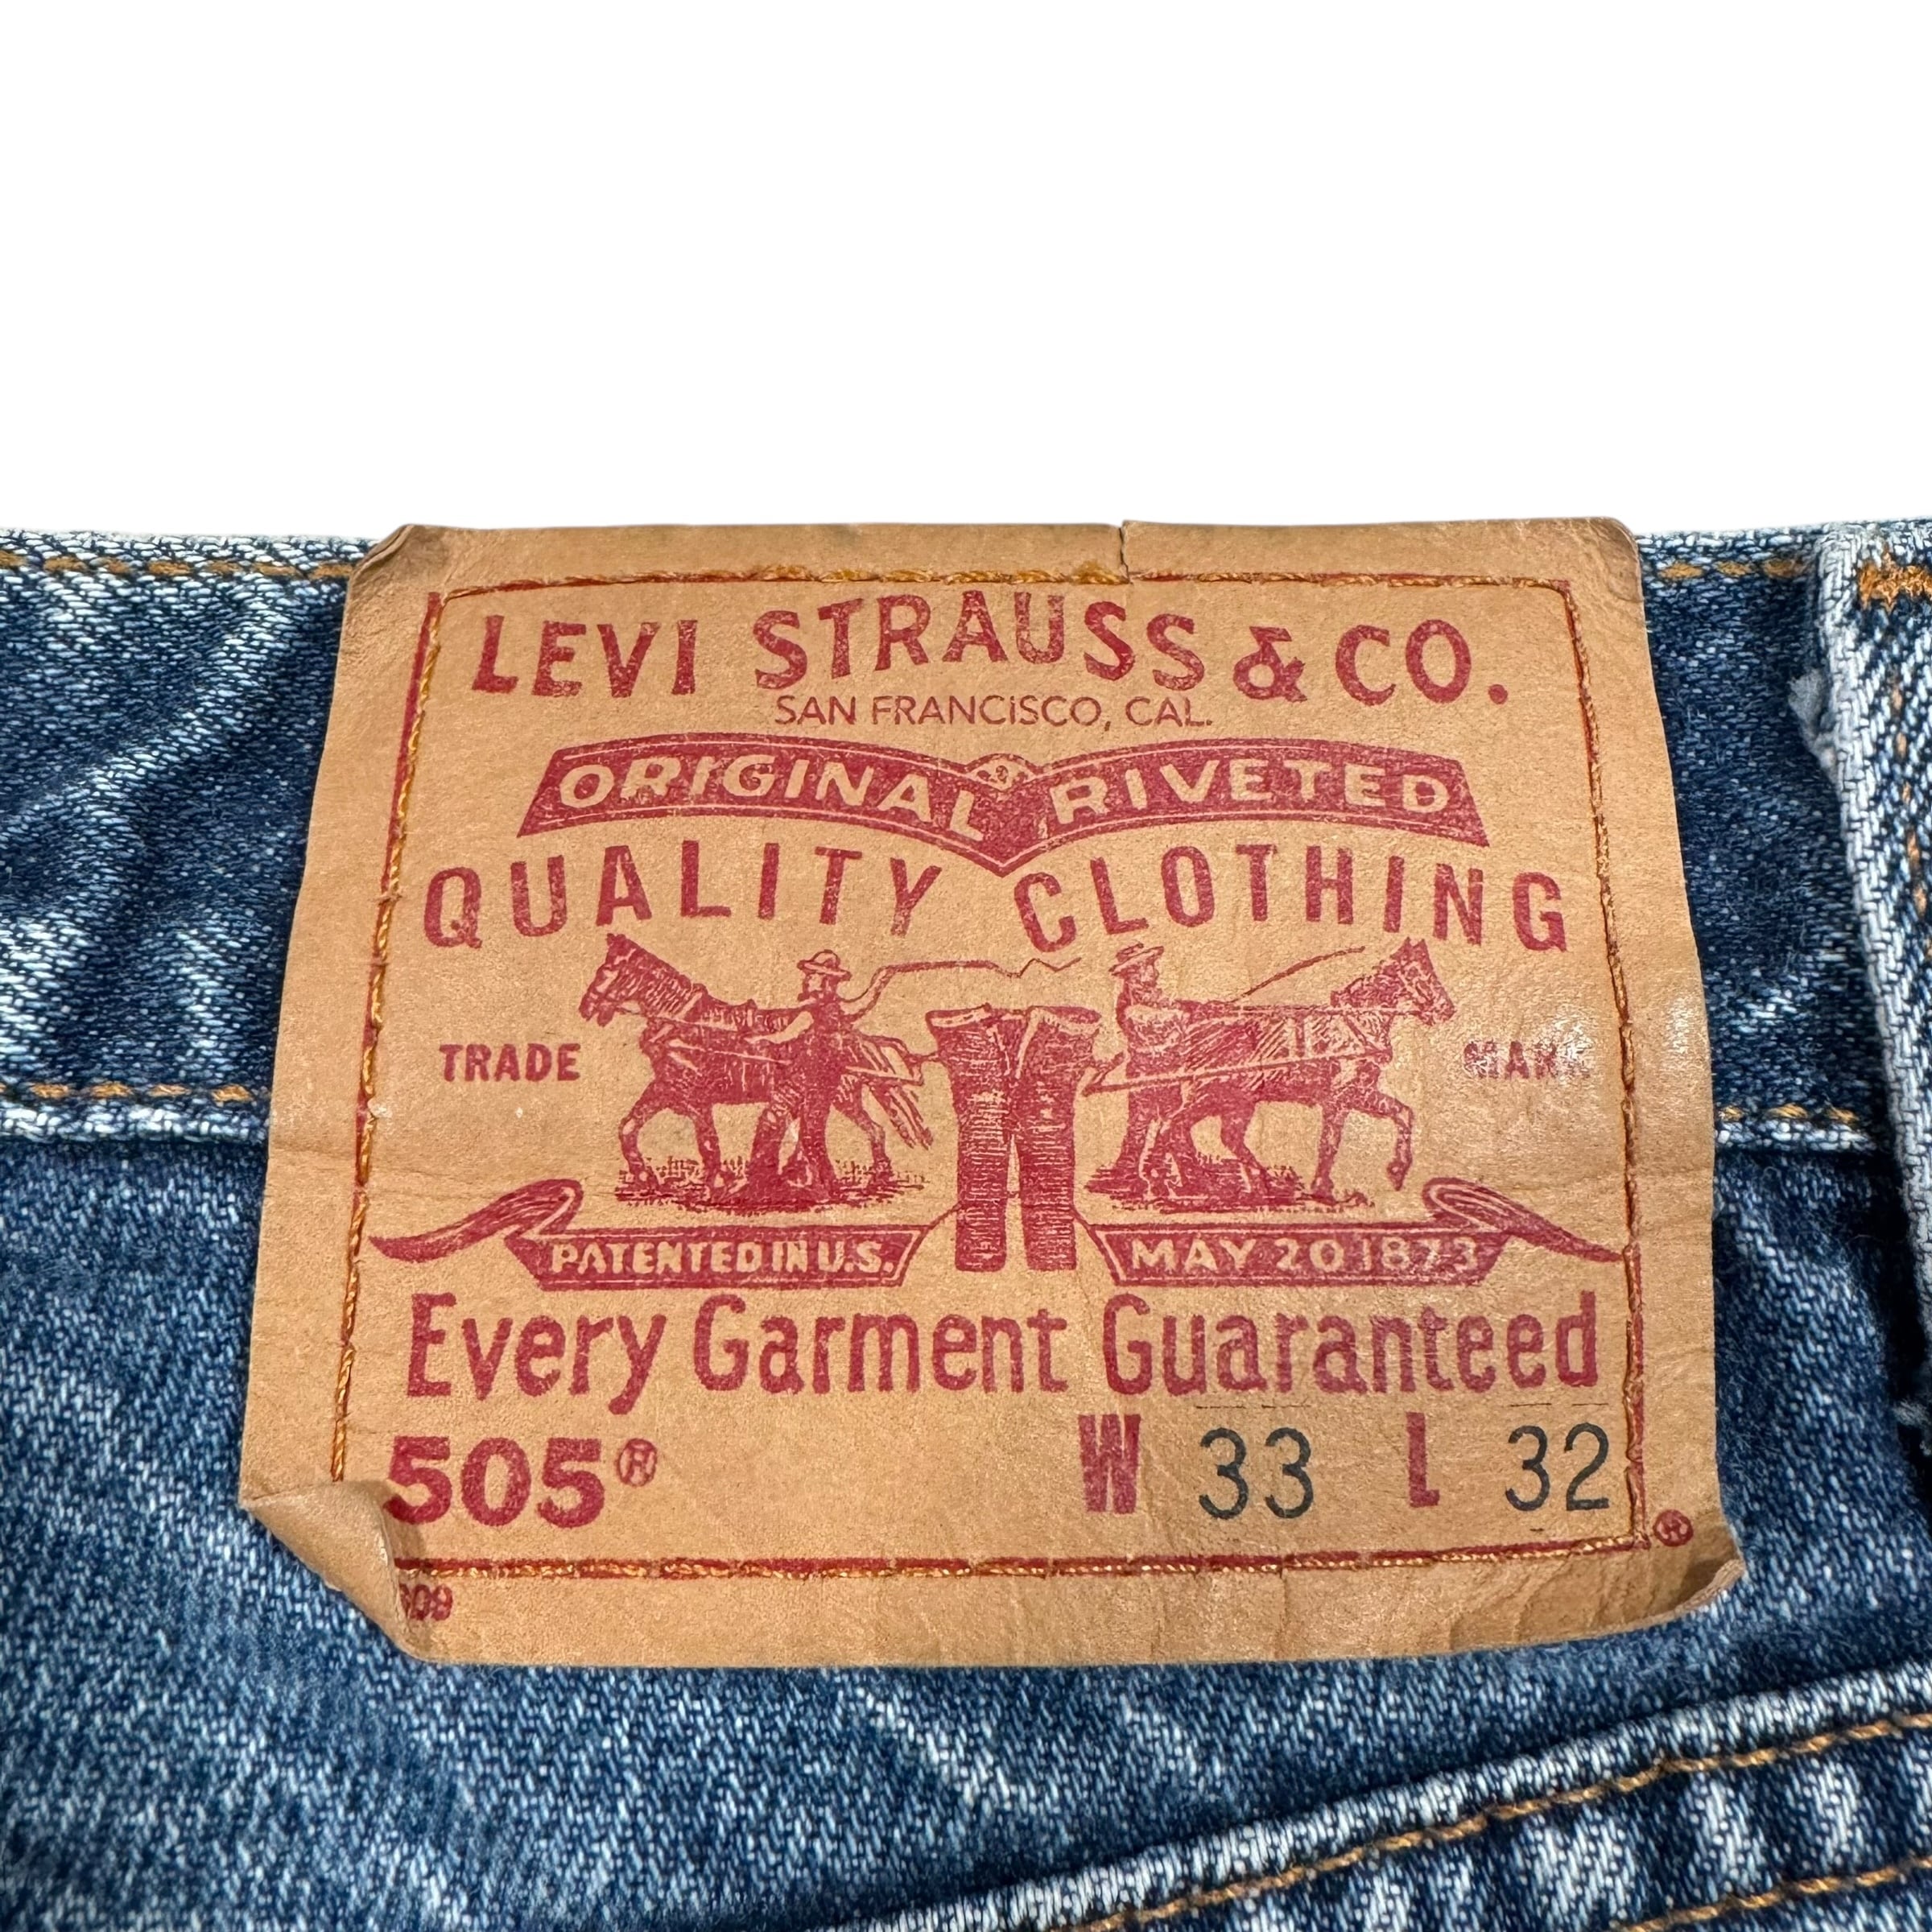 LEVI STRAUSS & CO.
SAN FRANCISCO, CAL.
ORIGINAL RIVETED
QUALITY CLOTHING
TRADE MARK
PATENTED IN U.S. MAY 20 1873
Every Garment Guaranteed
505® W 33 L 32
®